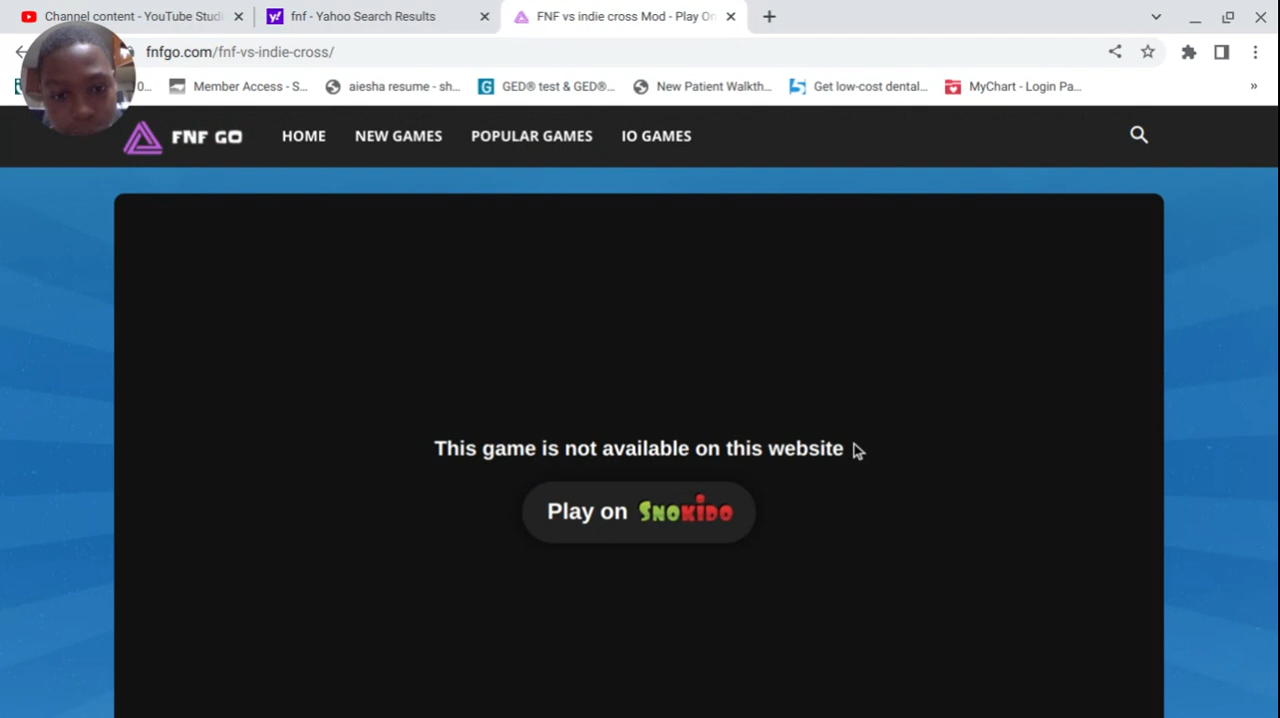 Content channel - YouTube Studi
fnf - Yahoo Search Results
FNF vs indie cross Mod - Play On
fnfgo.com/fnf-vs-indie-cross/
0...
Member Access - S...
aiesha resume - sh...
G
GED® test & GED®...
New Patient Walkth...
Get low-cost dental...
MyChart - Login Pa...
»
FNF GO
HOME
NEW GAMES
POPULAR GAMES
IO GAMES
This game is not available on this website
Play on SNOKIDO